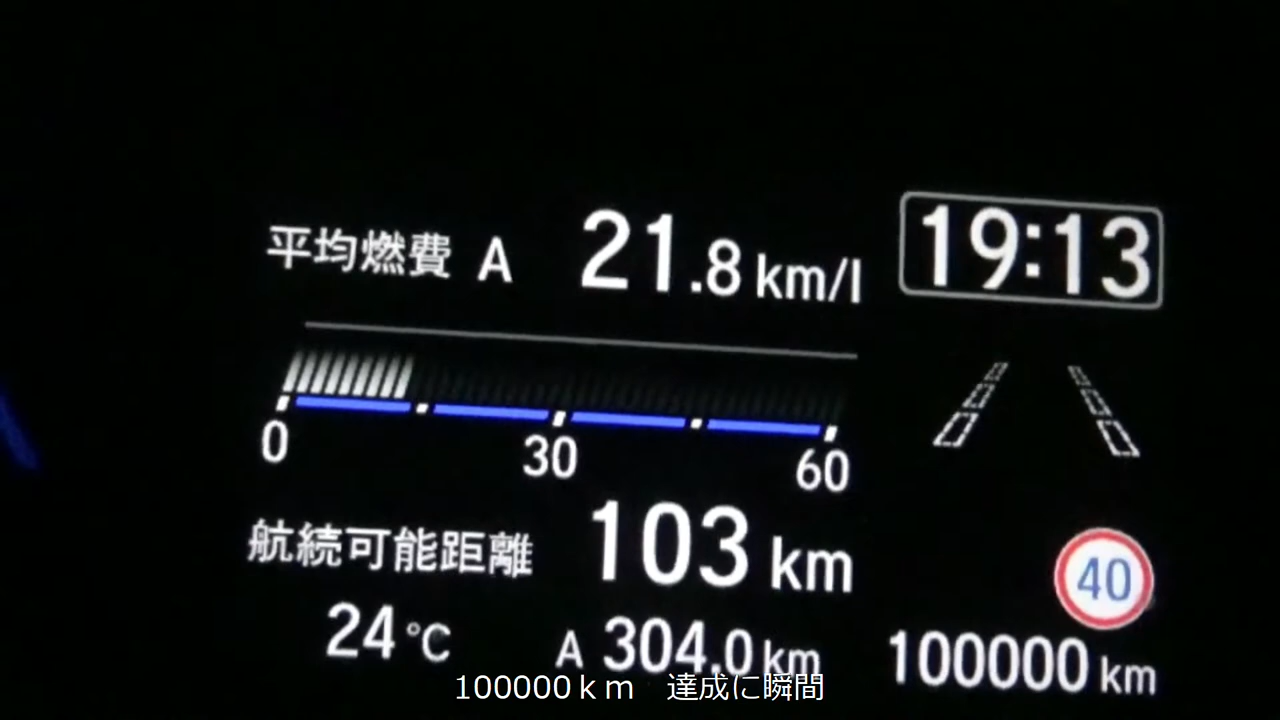 平均燃費 A 21.8 km/l
19:13
0 30 60
航続可能距離 103 km
40
24 ℃ A 304.0 km 100000 km
100000ｋｍ　達成に瞬間